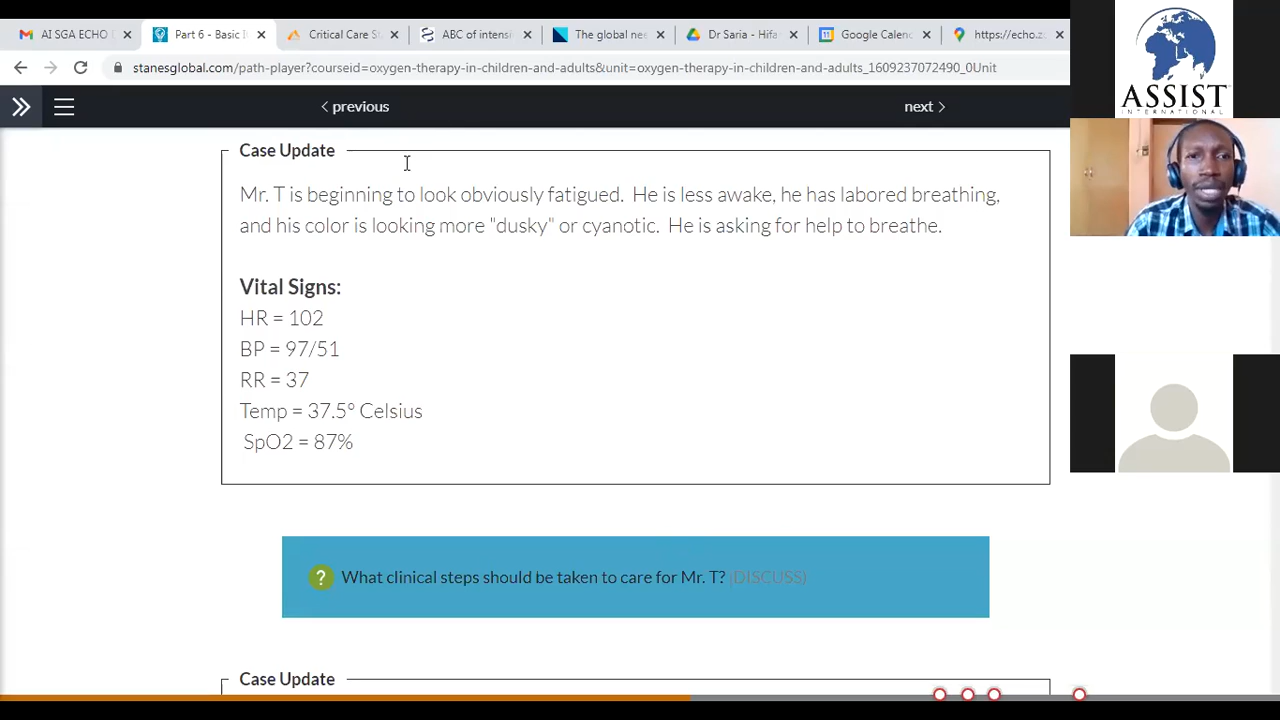 AI SGA ECHO
Part 6 - Basic
Critical Care S
ABC of intens
The global nee
Dr Saria - Hifa
Google Calen
https://echo.z
stanesglobal.com/path-player?courseid=oxygen-therapy-in-children-and-adults&unit=oxygen-therapy-in-children-and-adults_1609237072490_0Unit
ASSIST
INTERNATIONAL
< previous
next >
Case Update
Mr. T is beginning to look obviously fatigued. He is less awake, he has labored breathing,
and his color is looking more "dusky" or cyanotic. He is asking for help to breathe.
Vital Signs:
HR = 102
BP = 97/51
RR = 37
Temp = 37.5° Celsius
SpO2 = 87%
? What clinical steps should be taken to care for Mr. T? (DISCUSS)
Case Update